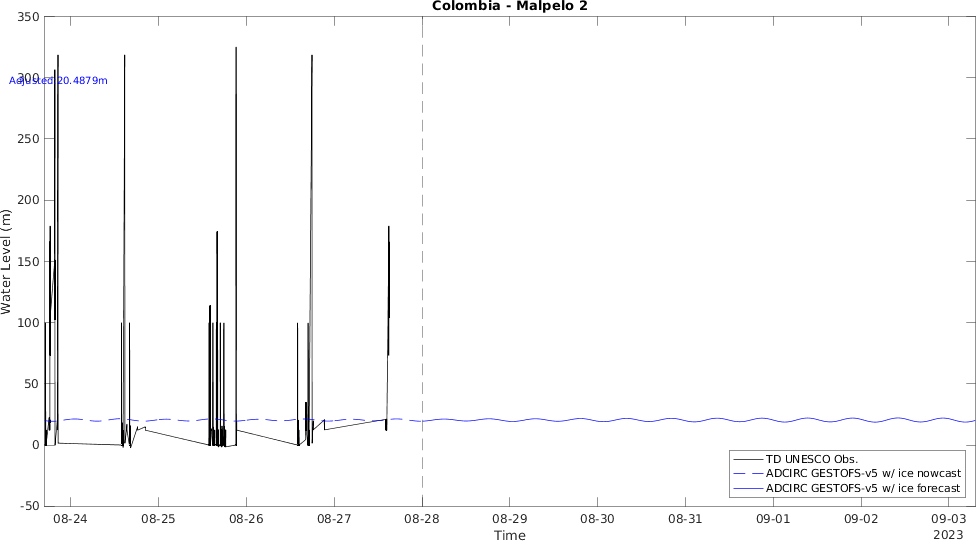 Colombia - Malpelo 2
350
300
Adjusted 20.4879m
250
200
150
100
50
0
-50
Water Level (m)
TD UNESCO Obs.
ADCIRC GESTOFS-v5 w/ ice nowcast
ADCIRC GESTOFS-v5 w/ ice forecast
08-24 08-25 08-26 08-27 08-28 08-29 08-30 08-31 09-01 09-02 09-03
Time
2023